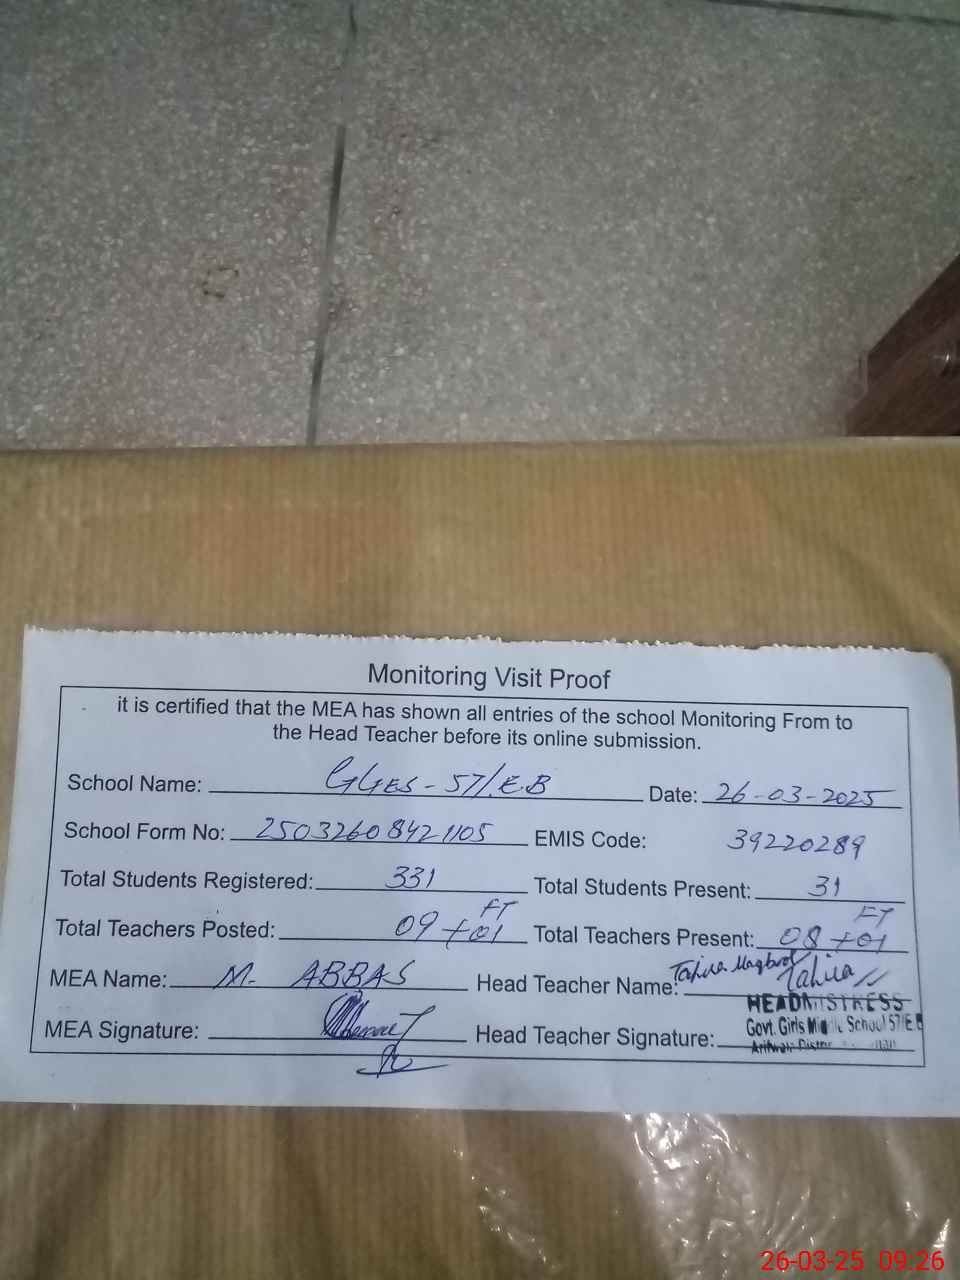 Monitoring Visit Proof
it is certified that the MEA has shown all entries of the school Monitoring From to
the Head Teacher before its online submission.
School Name: GGES - 57/E.B Date: 26-03-2025
School Form No: 25032608421105 EMIS Code: 39220289
Total Students Registered: 331 Total Students Present: 31
Total Teachers Posted: 09 + 01 FT Total Teachers Present: 08 + 01 FT
MEA Name: M. ABBAS Head Teacher Name: Tahira Maqbool Tahira
MEA Signature: Head Teacher Signature:
HEADMISTRESS
Govt. Girls Middle School 57/E.B
26-03-25 09:26